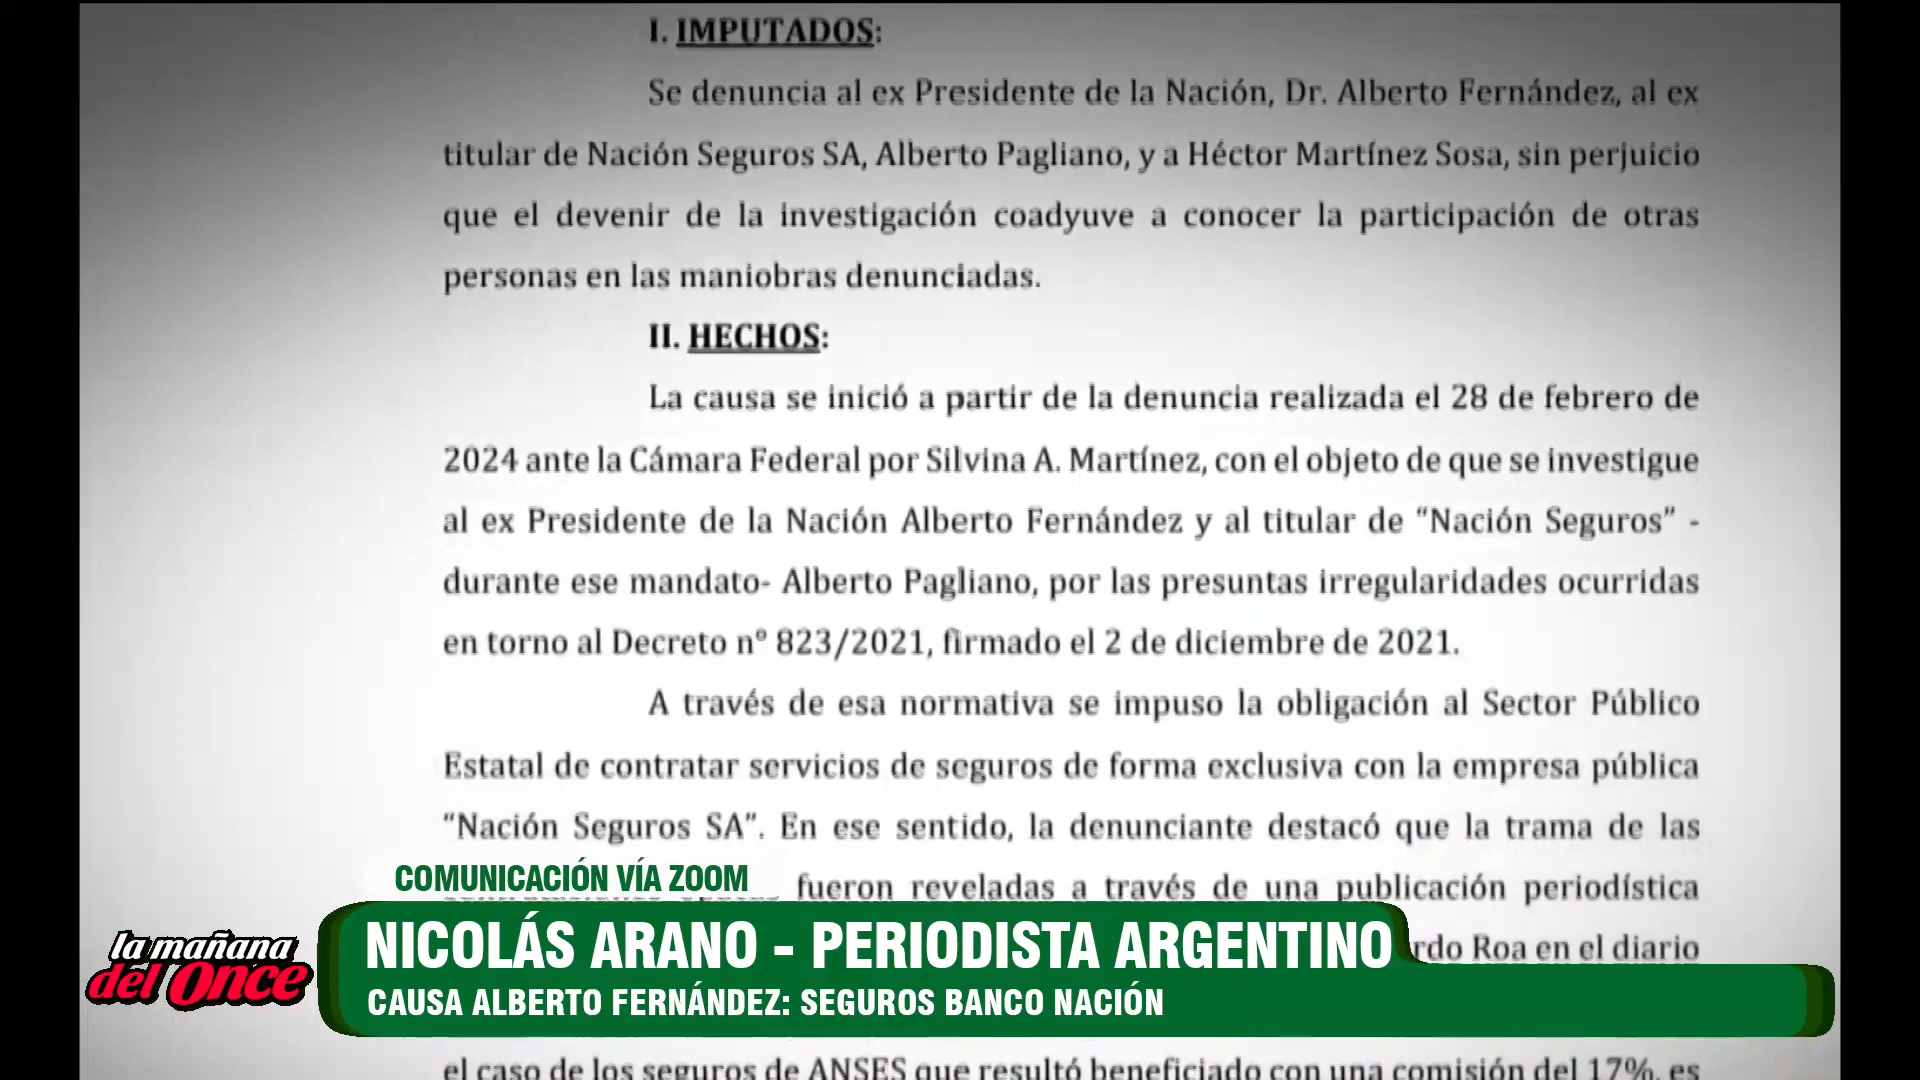 I. IMPUTADOS:
Se denuncia al ex Presidente de la Nación, Dr. Alberto Fernández, al ex
titular de Nación Seguros SA, Alberto Pagliano, y a Héctor Martínez Sosa, sin perjuicio
que el devenir de la investigación coadyuve a conocer la participación de otras
personas en las maniobras denunciadas.
II. HECHOS:
La causa se inició a partir de la denuncia realizada el 28 de febrero de
2024 ante la Cámara Federal por Silvina A. Martínez, con el objeto de que se investigue
al ex Presidente de la Nación Alberto Fernández y al titular de “Nación Seguros” -
durante ese mandato- Alberto Pagliano, por las presuntas irregularidades ocurridas
en torno al Decreto nº 823/2021, firmado el 2 de diciembre de 2021.
A través de esa normativa se impuso la obligación al Sector Público
Estatal de contratar servicios de seguros de forma exclusiva con la empresa pública
“Nación Seguros SA”. En ese sentido, la denunciante destacó que la trama de las
fueron reveladas a través de una publicación periodística
Roa en el diario
el caso de los seguros de ANSES que resultó beneficiado con una comisión del 17%, es
COMUNICACIÓN VÍA ZOOM
NICOLÁS ARANO - PERIODISTA ARGENTINO
CAUSA ALBERTO FERNÁNDEZ: SEGUROS BANCO NACIÓN
la mañana
del Once